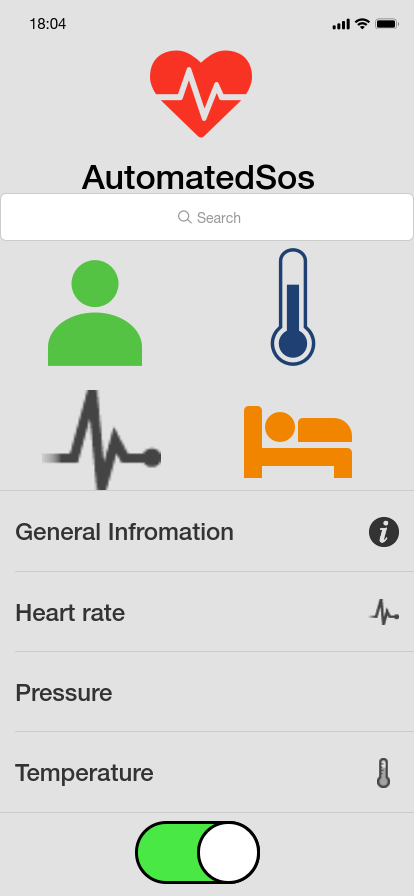 18:04
AutomatedSos
Search
General Infromation
Heart rate
Pressure
Temperature